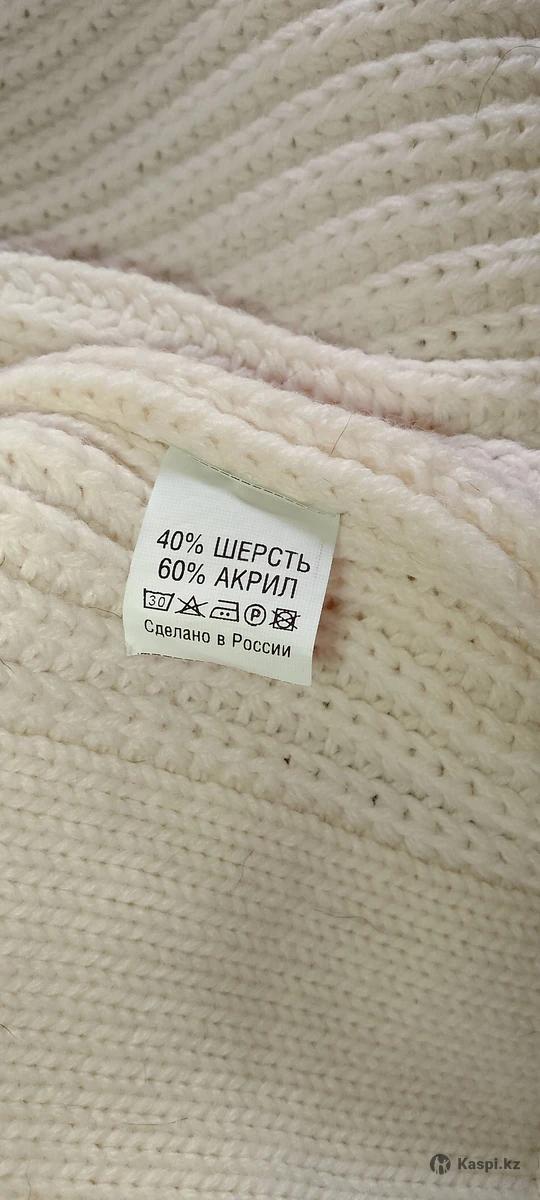 40% ШЕРСТЬ
60% АКРИЛ
30 P
Сделано в России
Kaspi.kz